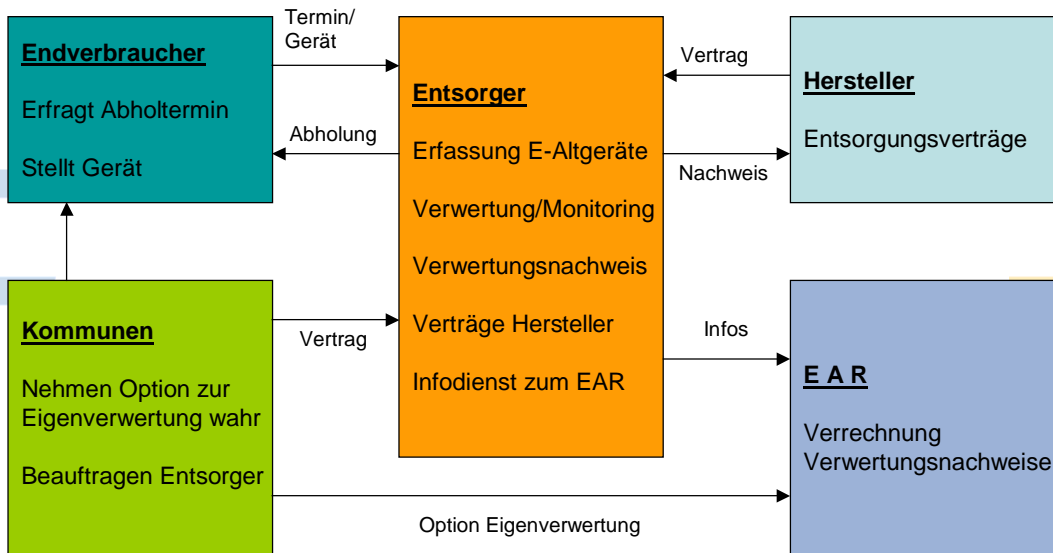 Endverbraucher
Erfragt Abholtermin
Stellt Gerät
Termin/
Gerät
Abholung
Entsorger
Erfassung E-Altgeräte
Verwertung/Monitoring
Verwertungsnachweis
Verträge Hersteller
Infodienst zum EAR
Vertrag
Nachweis
Hersteller
Entsorgungsverträge
Kommunen
Nehmen Option zur
Eigenverwertung wahr
Beauftragen Entsorger
Vertrag
Infos
E A R
Verrechnung
Verwertungsnachweise
Option Eigenverwertung